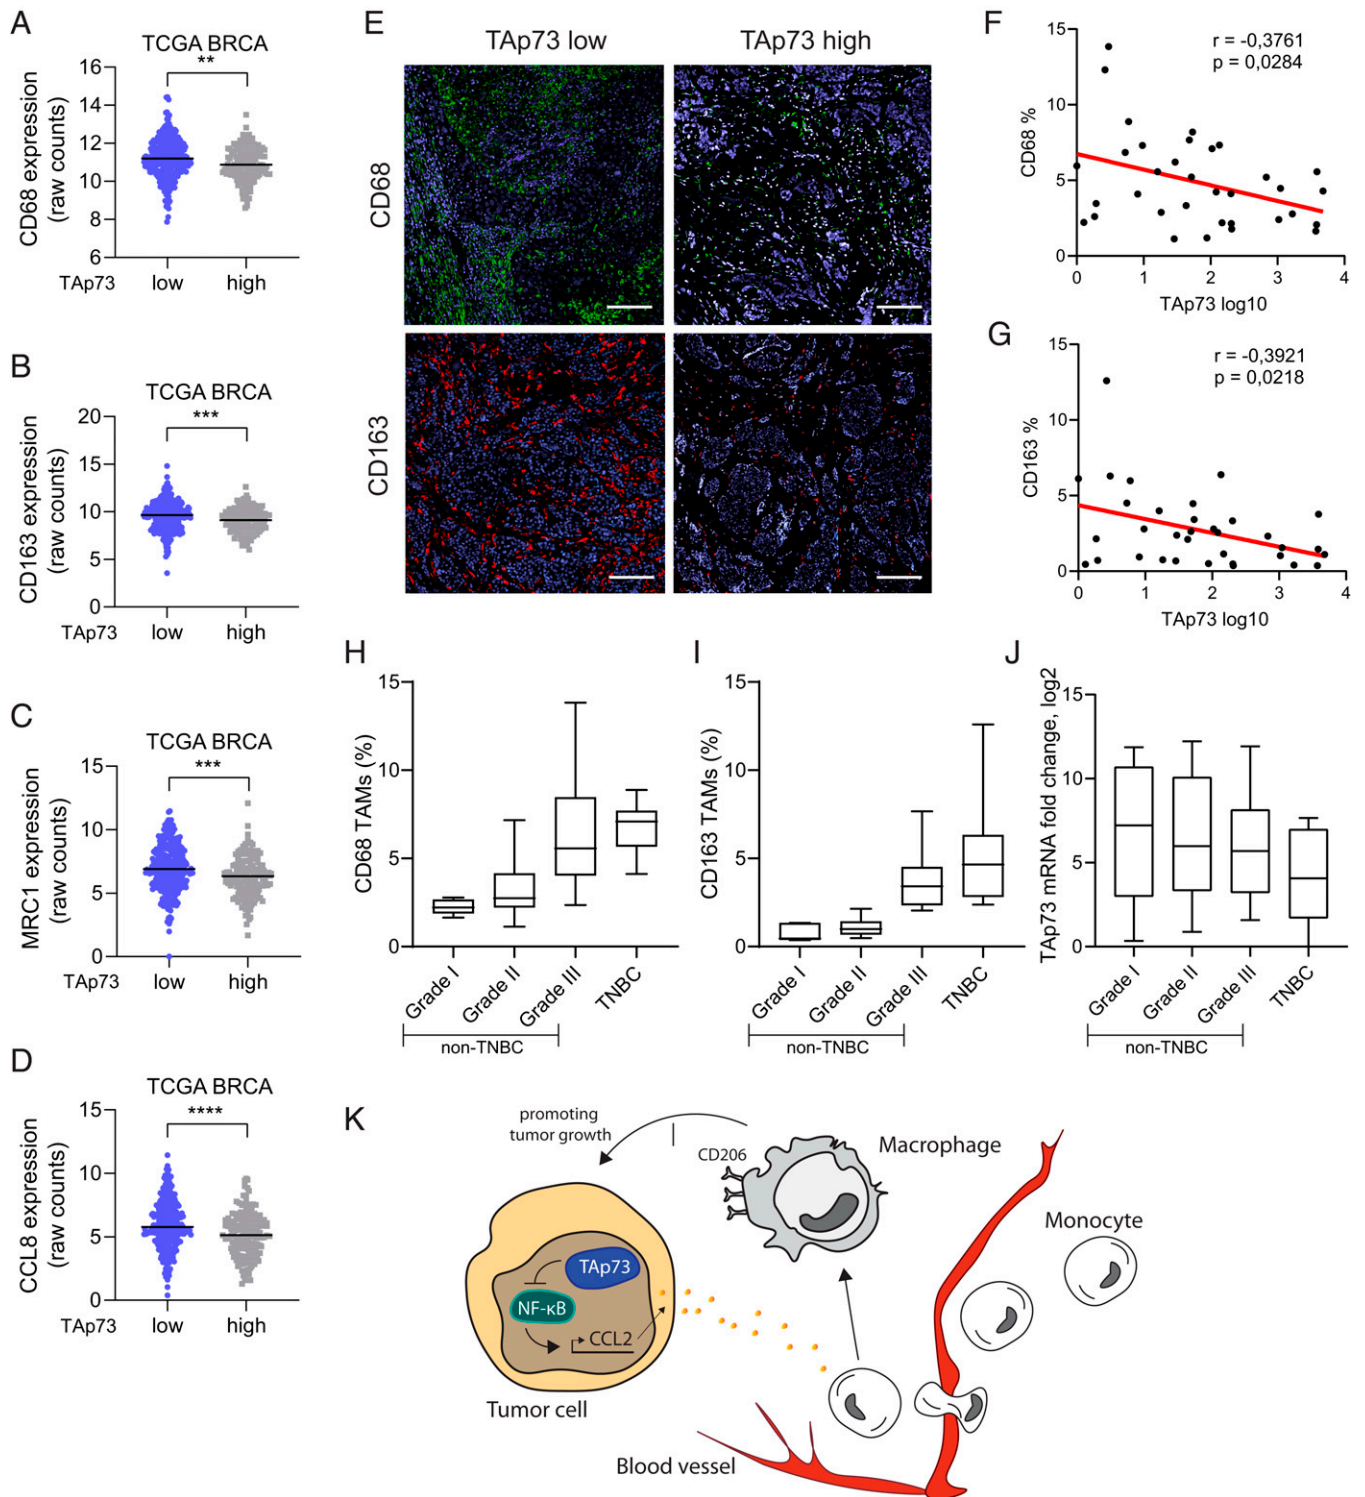 A
TCGA BRCA
**
CD68 expression
(raw counts)
16
14
12
10
8
6
TAp73
low
high
B
TCGA BRCA
***
CD163 expression
(raw counts)
20
15
10
5
0
TAp73
low
high
C
TCGA BRCA
***
MRC1 expression
(raw counts)
15
10
5
0
TAp73
low
high
D
TCGA BRCA
****
CCL8 expression
(raw counts)
15
10
5
0
TAp73
low
high
E
TAp73 low
TAp73 high
CD68
CD163
F
r = -0,3761
p = 0,0284
CD68 %
15
10
5
0
0 1 2 3 4
TAp73 log10
G
r = -0,3921
p = 0,0218
CD163 %
15
10
5
0
0 1 2 3 4
TAp73 log10
H
CD68 TAMs (%)
15
10
5
0
Grade I
Grade II
Grade III
TNBC
non-TNBC
I
CD163 TAMs (%)
15
10
5
0
Grade I
Grade II
Grade III
TNBC
non-TNBC
J
TAp73 mRNA fold change, log2
15
10
5
0
Grade I
Grade II
Grade III
TNBC
non-TNBC
K
promoting
tumor growth
CD206
Macrophage
Monocyte
TAp73
NF-κB
CCL2
Tumor cell
Blood vessel